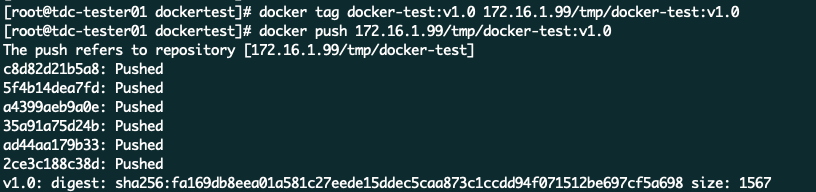 [root@tdc-tester01 dockertest]# docker tag docker-test:v1.0 172.16.1.99/tmp/docker-test:v1.0
[root@tdc-tester01 dockertest]# docker push 172.16.1.99/tmp/docker-test:v1.0
The push refers to repository [172.16.1.99/tmp/docker-test]
c8d82d21b5a8: Pushed
5f4b14dea7fd: Pushed
a4399aeb9a0e: Pushed
35a91a75d24b: Pushed
ad44aa179b33: Pushed
2ce3c188c38d: Pushed
v1.0: digest: sha256:fa169db8eea01a581c27eede15ddec5caa873c1ccdd94f071512be697cf5a698 size: 1567